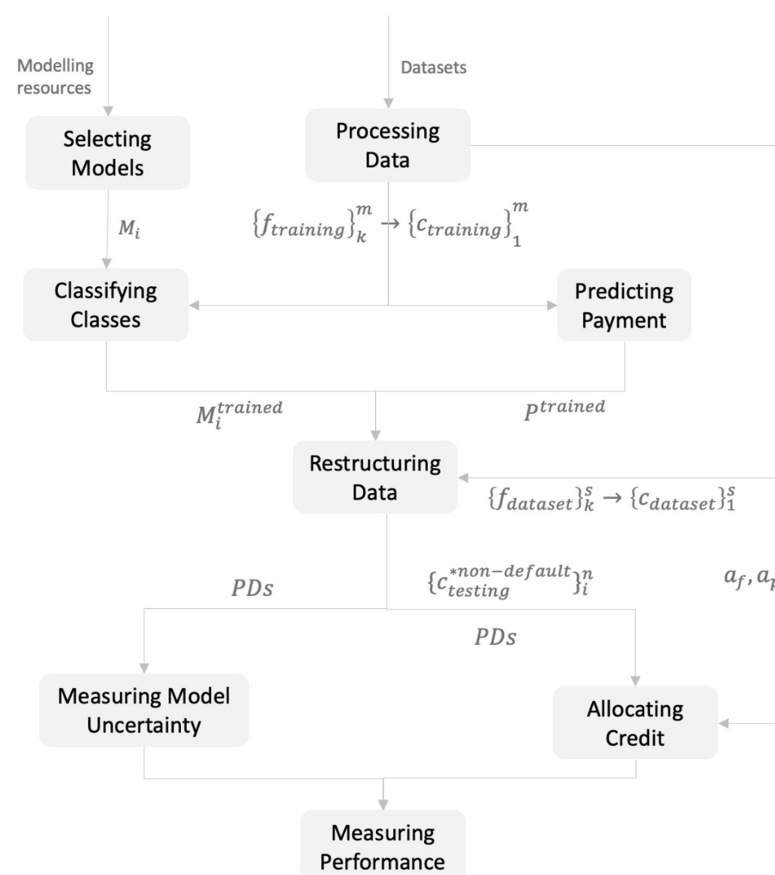 Modelling
resources
Datasets
Selecting
Models
Processing
Data
$M_i$
$\{f_{training}\}_k^m \rightarrow \{c_{training}\}_1^m$
Classifying
Classes
Predicting
Payment
$M_i^{trained}$
$P^{trained}$
Restructuring
Data
$\{f_{dataset}\}_k^s \rightarrow \{c_{dataset}\}_1^s$
$PDs$
$\{c_{testing}^{*non-default}\}_i^n$
$a_f, a_p$
$PDs$
Measuring Model
Uncertainty
Allocating
Credit
Measuring
Performance